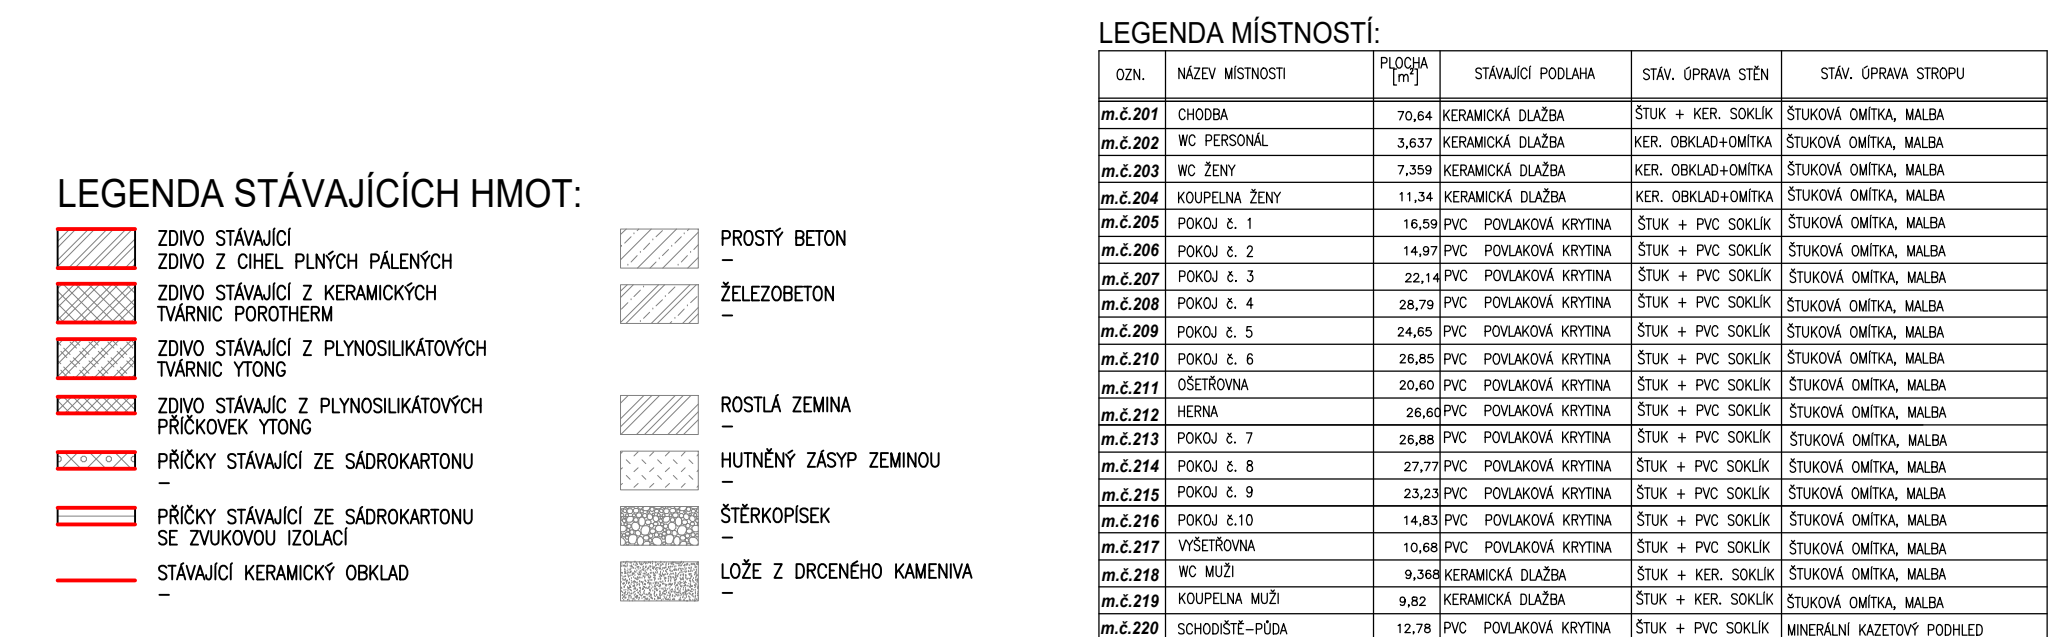 LEGENDA STÁVAJÍCÍCH HMOT:
ZDIVO STÁVAJÍCÍ
ZDIVO Z CIHEL PLNÝCH PÁLENÝCH
ZDIVO STÁVAJÍCÍ Z KERAMICKÝCH
TVÁRNIC POROTHERM
ZDIVO STÁVAJÍCÍ Z PLYNOSILIKÁTOVÝCH
TVÁRNIC YTONG
ZDIVO STÁVAJÍC Z PLYNOSILIKÁTOVÝCH
PŘÍČKOVEK YTONG
PŘÍČKY STÁVAJÍCÍ ZE SÁDROKARTONU
–
PŘÍČKY STÁVAJÍCÍ ZE SÁDROKARTONU
SE ZVUKOVOU IZOLACÍ
STÁVAJÍCÍ KERAMICKÝ OBKLAD
–
PROSTÝ BETON
–
ŽELEZOBETON
–
ROSTLÁ ZEMINA
–
HUTNĚNÝ ZÁSYP ZEMINOU
–
ŠTĚRKOPÍSEK
–
LOŽE Z DRCENÉHO KAMENIVA
–
LEGENDA MÍSTNOSTÍ:
OZN. NÁZEV MÍSTNOSTI PLOCHA [m²] STÁVAJÍCÍ PODLAHA STÁV. ÚPRAVA STĚN STÁV. ÚPRAVA STROPU
m.č.201 CHODBA 70,64 KERAMICKÁ DLAŽBA ŠTUK + KER. SOKLÍK ŠTUKOVÁ OMÍTKA, MALBA
m.č.202 WC PERSONÁL 3,637 KERAMICKÁ DLAŽBA KER. OBKLAD+OMÍTKA ŠTUKOVÁ OMÍTKA, MALBA
m.č.203 WC ŽENY 7,359 KERAMICKÁ DLAŽBA KER. OBKLAD+OMÍTKA ŠTUKOVÁ OMÍTKA, MALBA
m.č.204 KOUPELNA ŽENY 11,34 KERAMICKÁ DLAŽBA KER. OBKLAD+OMÍTKA ŠTUKOVÁ OMÍTKA, MALBA
m.č.205 POKOJ č. 1 16,59 PVC POVLAKOVÁ KRYTINA ŠTUK + PVC SOKLÍK ŠTUKOVÁ OMÍTKA, MALBA
m.č.206 POKOJ č. 2 14,97 PVC POVLAKOVÁ KRYTINA ŠTUK + PVC SOKLÍK ŠTUKOVÁ OMÍTKA, MALBA
m.č.207 POKOJ č. 3 22,14 PVC POVLAKOVÁ KRYTINA ŠTUK + PVC SOKLÍK ŠTUKOVÁ OMÍTKA, MALBA
m.č.208 POKOJ č. 4 28,79 PVC POVLAKOVÁ KRYTINA ŠTUK + PVC SOKLÍK ŠTUKOVÁ OMÍTKA, MALBA
m.č.209 POKOJ č. 5 24,65 PVC POVLAKOVÁ KRYTINA ŠTUK + PVC SOKLÍK ŠTUKOVÁ OMÍTKA, MALBA
m.č.210 POKOJ č. 6 26,85 PVC POVLAKOVÁ KRYTINA ŠTUK + PVC SOKLÍK ŠTUKOVÁ OMÍTKA, MALBA
m.č.211 OŠETŘOVNA 20,60 PVC POVLAKOVÁ KRYTINA ŠTUK + PVC SOKLÍK ŠTUKOVÁ OMÍTKA, MALBA
m.č.212 HERNA 26,60 PVC POVLAKOVÁ KRYTINA ŠTUK + PVC SOKLÍK ŠTUKOVÁ OMÍTKA, MALBA
m.č.213 POKOJ č. 7 26,88 PVC POVLAKOVÁ KRYTINA ŠTUK + PVC SOKLÍK ŠTUKOVÁ OMÍTKA, MALBA
m.č.214 POKOJ č. 8 27,77 PVC POVLAKOVÁ KRYTINA ŠTUK + PVC SOKLÍK ŠTUKOVÁ OMÍTKA, MALBA
m.č.215 POKOJ č. 9 23,23 PVC POVLAKOVÁ KRYTINA ŠTUK + PVC SOKLÍK ŠTUKOVÁ OMÍTKA, MALBA
m.č.216 POKOJ č.10 14,83 PVC POVLAKOVÁ KRYTINA ŠTUK + PVC SOKLÍK ŠTUKOVÁ OMÍTKA, MALBA
m.č.217 VYŠETŘOVNA 10,68 PVC POVLAKOVÁ KRYTINA ŠTUK + PVC SOKLÍK ŠTUKOVÁ OMÍTKA, MALBA
m.č.218 WC MUŽI 9,368 KERAMICKÁ DLAŽBA ŠTUK + KER. SOKLÍK ŠTUKOVÁ OMÍTKA, MALBA
m.č.219 KOUPELNA MUŽI 9,82 KERAMICKÁ DLAŽBA ŠTUK + KER. SOKLÍK ŠTUKOVÁ OMÍTKA, MALBA
m.č.220 SCHODIŠTĚ–PŮDA 12,78 PVC POVLAKOVÁ KRYTINA ŠTUK + PVC SOKLÍK MINERÁLNÍ KAZETOVÝ PODHLED